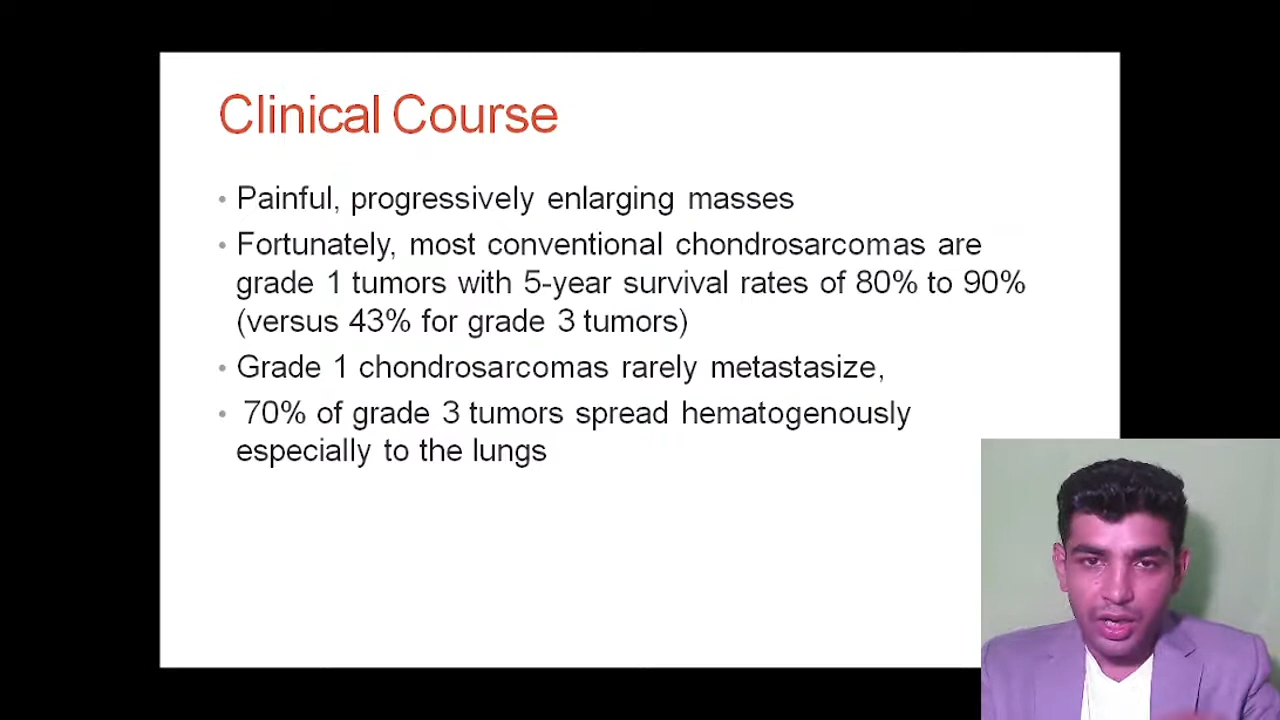 Clinical Course
• Painful, progressively enlarging masses
• Fortunately, most conventional chondrosarcomas are
grade 1 tumors with 5-year survival rates of 80% to 90%
(versus 43% for grade 3 tumors)
• Grade 1 chondrosarcomas rarely metastasize,
• 70% of grade 3 tumors spread hematogenously
especially to the lungs